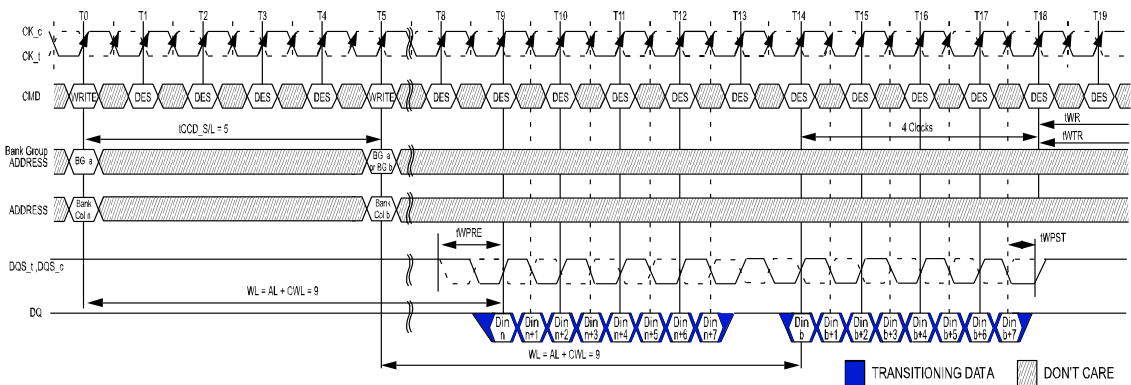 T0 T1 T2 T3 T4 T5 T8 T9 T10 T11 T12 T13 T14 T15 T16 T17 T18 T19
CK_c
CK_t
CMD WRITE DES DES DES DES WRITE DES DES DES DES DES DES DES DES DES DES DES DES
tCCD_S/L = 5
4 Clocks
tWR
tWTR
Bank Group
ADDRESS
BG a
BG a
or BG b
ADDRESS
Bank
Col n
Bank
Col b
tWPRE
tWPST
DQS_t ,DQS_c
WL = AL + CWL = 9
DQ
Din Din Din Din Din Din Din Din Din Din Din Din Din Din Din Din
n n+1 n+2 n+3 n+4 n+5 n+6 n+7 b b+1 b+2 b+3 b+4 b+5 b+6 b+7
WL = AL + CWL = 9
TRANSITIONING DATA
DON'T CARE